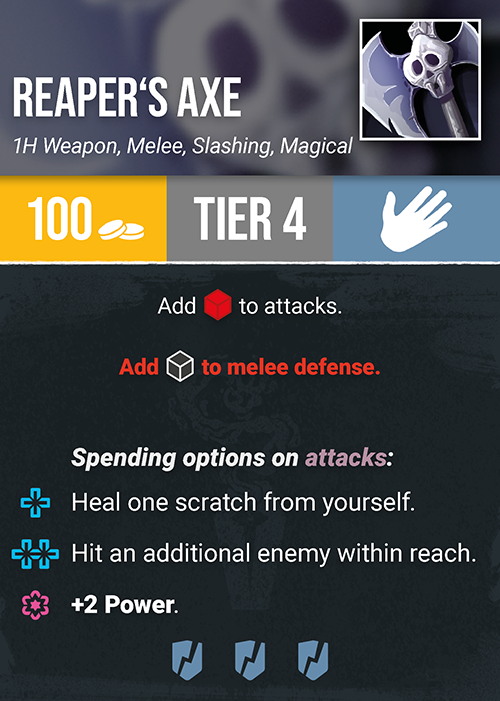 REAPER‘S AXE
1H Weapon, Melee, Slashing, Magical
100 TIER 4
Add to attacks.
Add to melee defense.
Spending options on attacks:
Heal one scratch from yourself.
Hit an additional enemy within reach.
+2 Power.